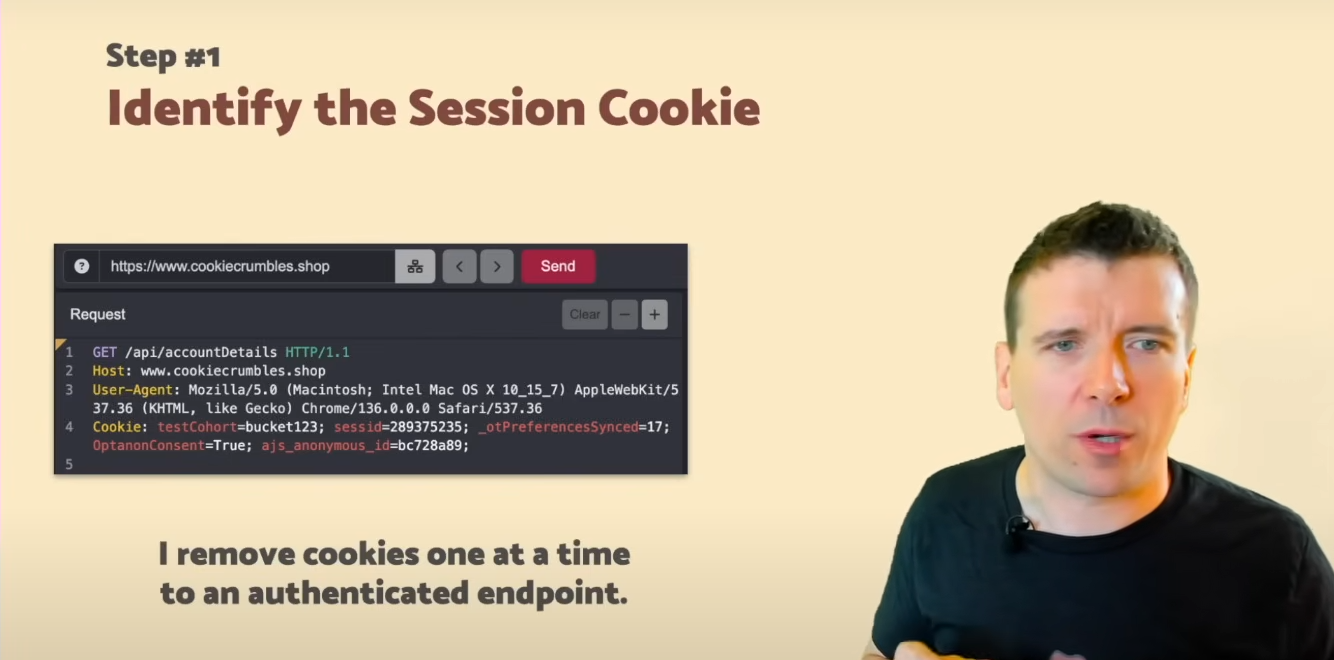 Step #1
Identify the Session Cookie
?
https://www.cookiecrumbles.shop
<
>
Send
Request
Clear
−
+
1 GET /api/accountDetails HTTP/1.1
2 Host: www.cookiecrumbles.shop
3 User-Agent: Mozilla/5.0 (Macintosh; Intel Mac OS X 10_15_7) AppleWebKit/5
37.36 (KHTML, like Gecko) Chrome/136.0.0.0 Safari/537.36
4 Cookie: testCohort=bucket123; sessid=289375235; _otPreferencesSynced=17;
OptanonConsent=True; ajs_anonymous_id=bc728a89;
5
I remove cookies one at a time
to an authenticated endpoint.